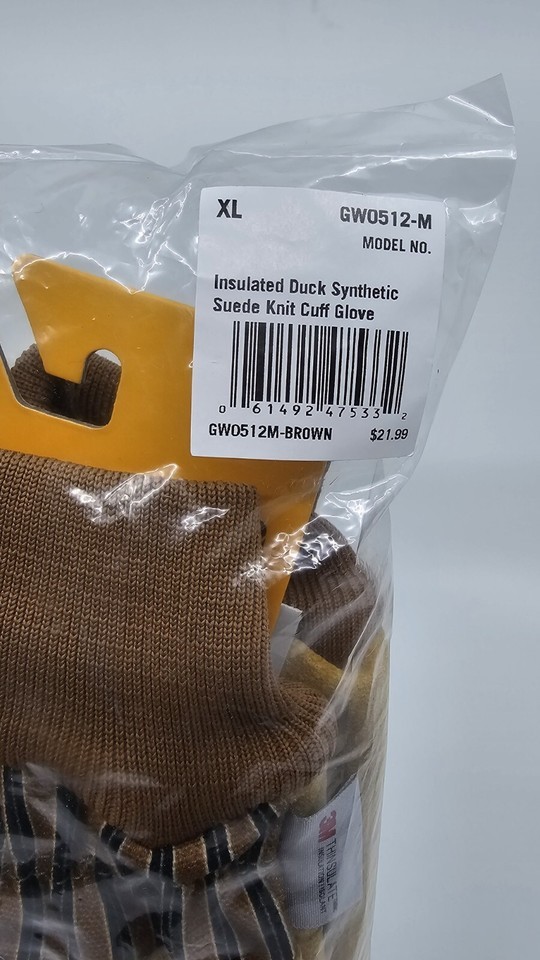 XL
GW0512-M
MODEL NO.
Insulated Duck Synthetic
Suede Knit Cuff Glove
0 61492 47533 2
GW0512M-BROWN $21.99
3M
THINSULATE